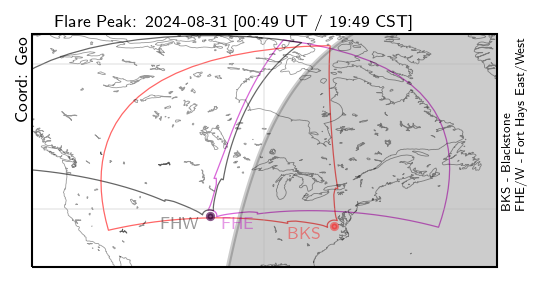 Flare Peak: 2024-08-31 [00:49 UT / 19:49 CST]
Coord: Geo
FHW
FHE
BKS
BKS - Blackstone
FHE/W - Fort Hays East/West